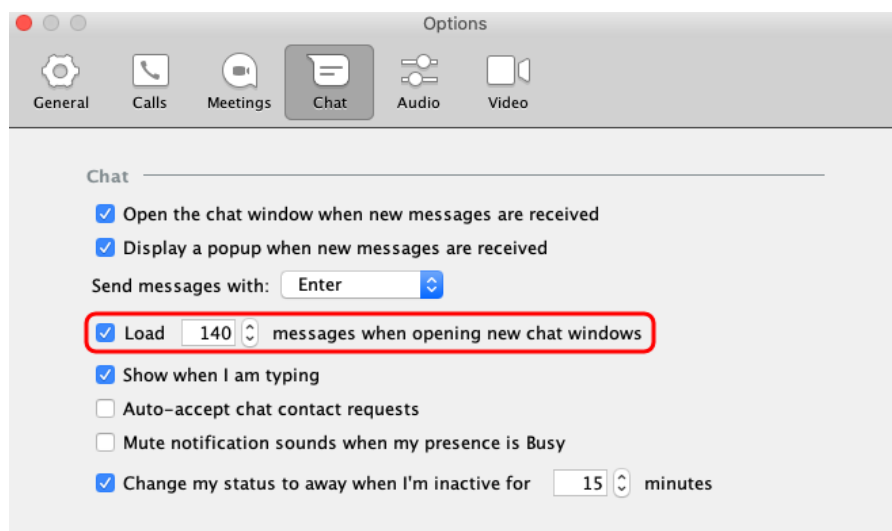 Options
General Calls Meetings Chat Audio Video
Chat
Open the chat window when new messages are received
Display a popup when new messages are received
Send messages with: Enter
Load 140 messages when opening new chat windows
Show when I am typing
Auto-accept chat contact requests
Mute notification sounds when my presence is Busy
Change my status to away when I'm inactive for 15 minutes